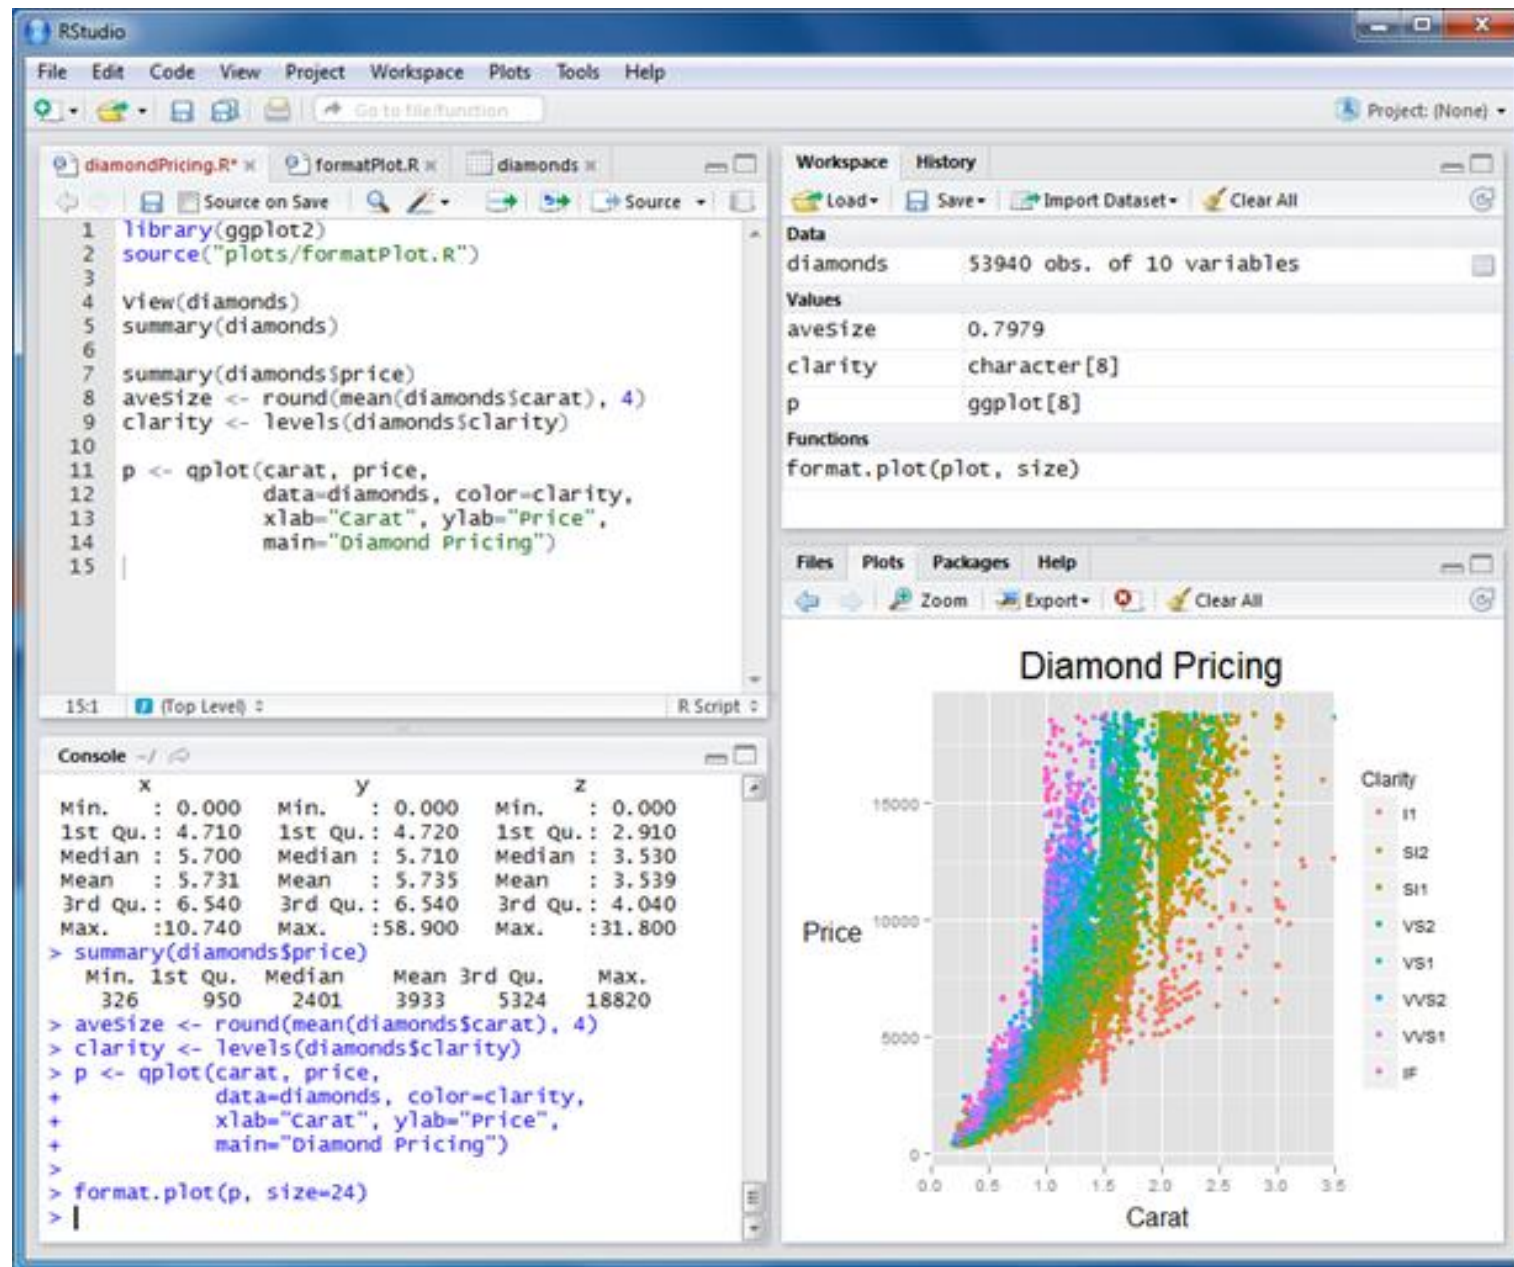 RStudio
File Edit Code View Project Workspace Plots Tools Help
Go to file/function
Project: (None)
diamondPricing.R* formatPlot.R diamonds
Source on Save Source
1 library(ggplot2)
2 source("plots/formatPlot.R")
3
4 View(diamonds)
5 summary(diamonds)
6
7 summary(diamonds$price)
8 aveSize <- round(mean(diamonds$carat), 4)
9 clarity <- levels(diamonds$clarity)
10
11 p <- qplot(carat, price,
12 data=diamonds, color=clarity,
13 xlab="Carat", ylab="Price",
14 main="Diamond Pricing")
15
15:1 (Top Level) R Script
Console ~/
x y z
Min. : 0.000 Min. : 0.000 Min. : 0.000
1st Qu.: 4.710 1st Qu.: 4.720 1st Qu.: 2.910
Median : 5.700 Median : 5.710 Median : 3.530
Mean : 5.731 Mean : 5.735 Mean : 3.539
3rd Qu.: 6.540 3rd Qu.: 6.540 3rd Qu.: 4.040
Max. :10.740 Max. :58.900 Max. :31.800
> summary(diamonds$price)
Min. 1st Qu. Median Mean 3rd Qu. Max.
326 950 2401 3933 5324 18820
> aveSize <- round(mean(diamonds$carat), 4)
> clarity <- levels(diamonds$clarity)
> p <- qplot(carat, price,
+ data=diamonds, color=clarity,
+ xlab="Carat", ylab="Price",
+ main="Diamond Pricing")
>
> format.plot(p, size=24)
>
Workspace History
Load Save Import Dataset Clear All
Data
diamonds 53940 obs. of 10 variables
Values
aveSize 0.7979
clarity character[8]
p ggplot[8]
Functions
format.plot(plot, size)
Files Plots Packages Help
Zoom Export Clear All
Diamond Pricing
Price
15000
10000
5000
0
0.0 0.5 1.0 1.5 2.0 2.5 3.0 3.5
Carat
Clarity
I1
SI2
SI1
VS2
VS1
VVS2
VVS1
IF